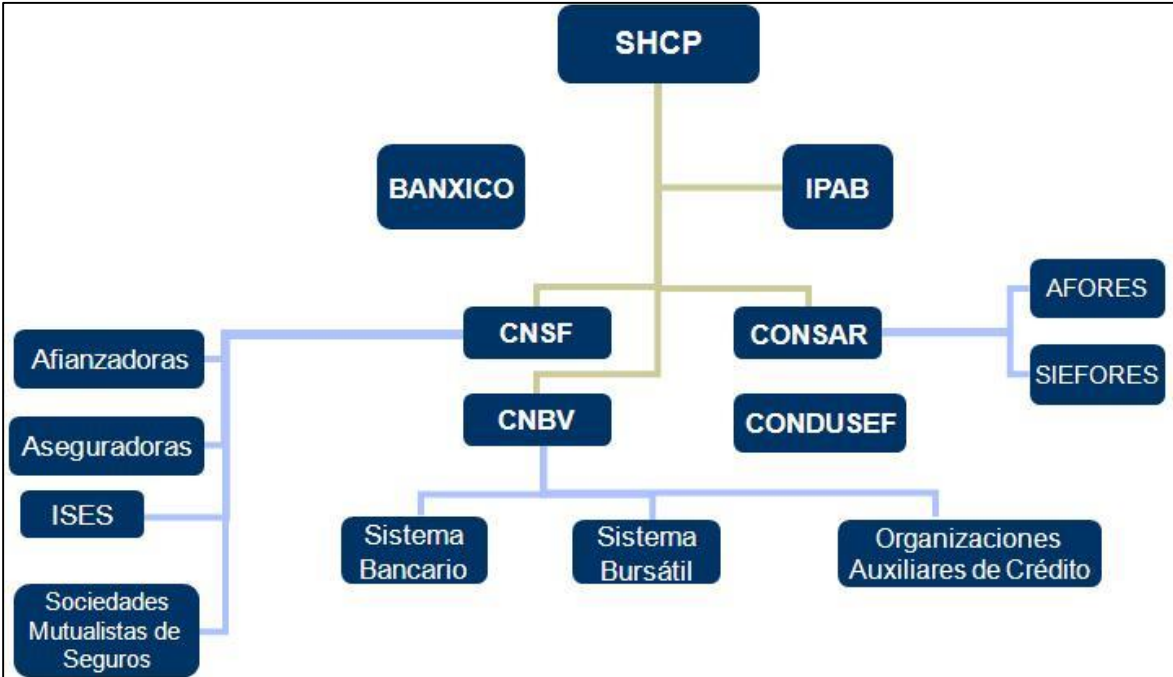 SHCP
BANXICO
IPAB
CNSF
CONSAR
AFORES
SIEFORES
Afianzadoras
CNBV
CONDUSEF
Aseguradoras
ISES
Sistema
Bancario
Sistema
Bursátil
Organizaciones
Auxiliares de Crédito
Sociedades
Mutualistas de
Seguros